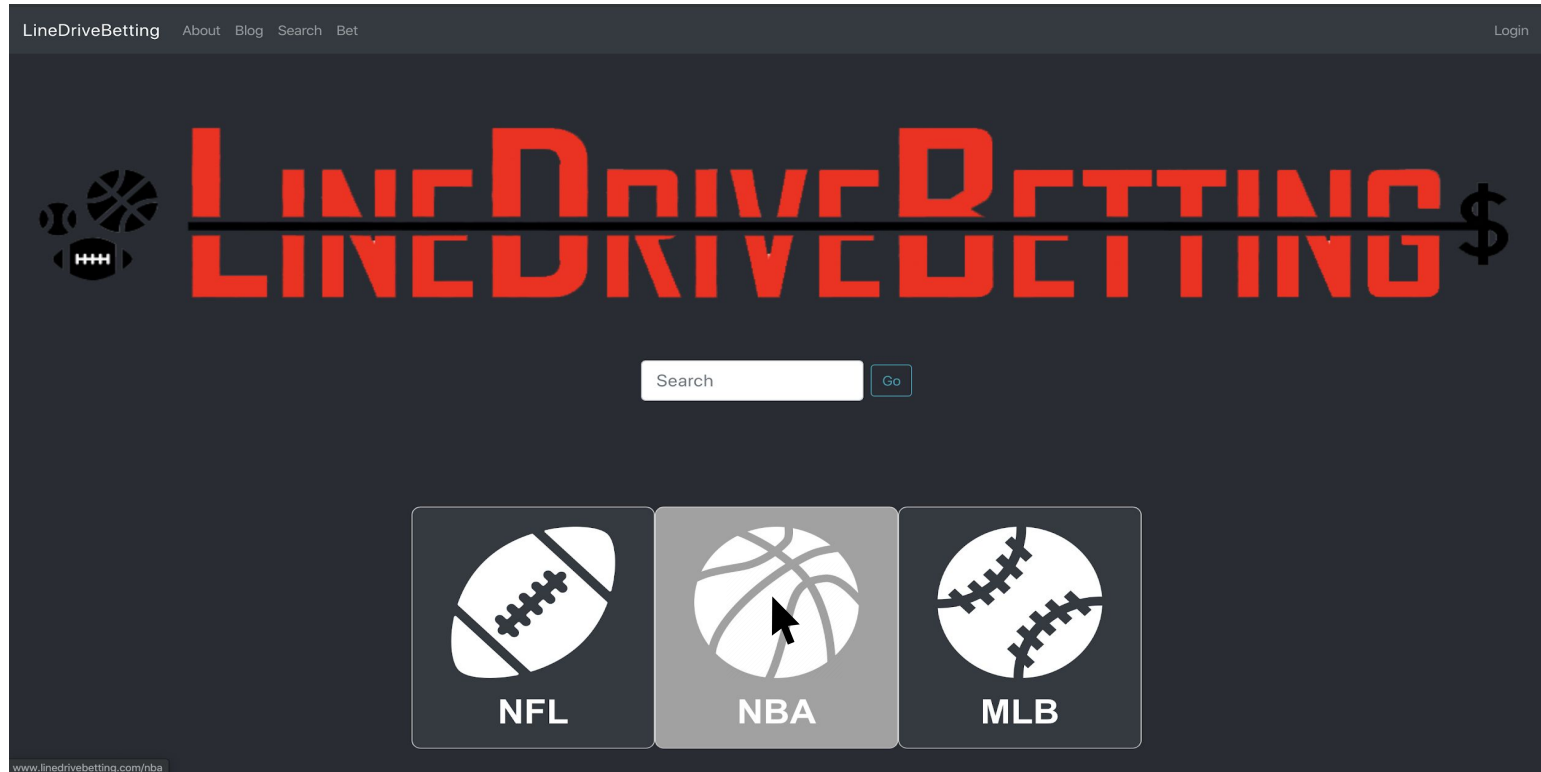 LineDriveBetting About Blog Search Bet Login
LINEDRIVEBETTING $
Search Go
NFL NBA MLB
www.linedrivebetting.com/nba